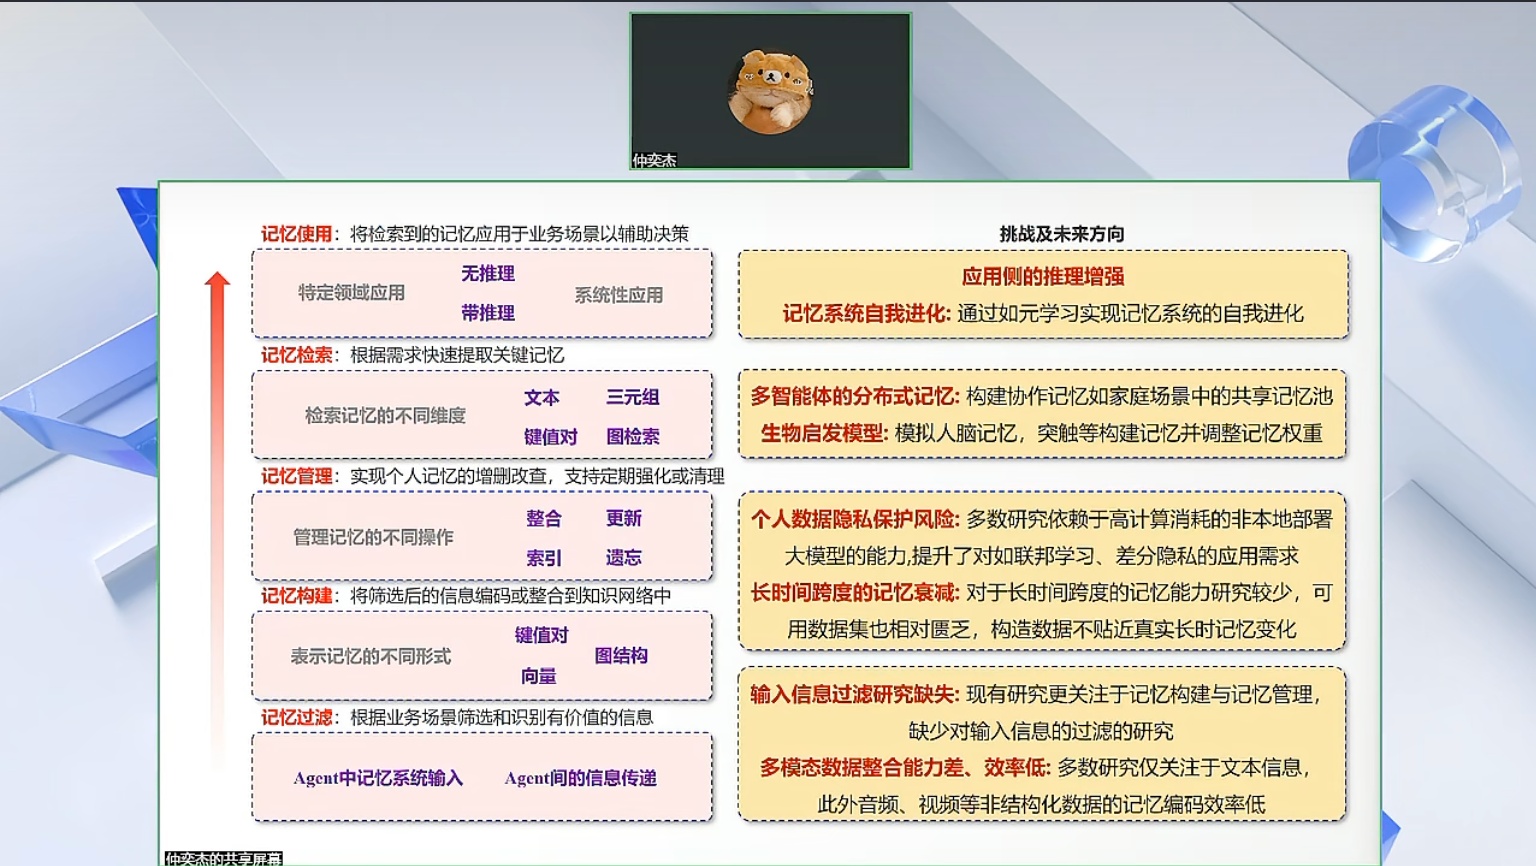 仲奕杰
记忆使用：将检索到的记忆应用于业务场景以辅助决策
特定领域应用
无推理
带推理
系统性应用
记忆检索：根据需求快速提取关键记忆
检索记忆的不同维度
文本 三元组
键值对 图检索
记忆管理：实现个人记忆的增删改查，支持定期强化或清理
管理记忆的不同操作
整合 更新
索引 遗忘
记忆构建：将筛选后的信息编码或整合到知识网络中
表示记忆的不同形式
键值对
向量
图结构
记忆过滤：根据业务场景筛选和识别有价值的信息
Agent中记忆系统输入 Agent间的信息传递
挑战及未来方向
应用侧的推理增强
记忆系统自我进化: 通过如元学习实现记忆系统的自我进化
多智能体的分布式记忆: 构建协作记忆如家庭场景中的共享记忆池
生物启发模型: 模拟人脑记忆，突触等构建记忆并调整记忆权重
个人数据隐私保护风险: 多数研究依赖于高计算消耗的非本地部署
大模型的能力,提升了对如联邦学习、差分隐私的应用需求
长时间跨度的记忆衰减: 对于长时间跨度的记忆能力研究较少，可
用数据集也相对匮乏，构造数据不贴近真实长时记忆变化
输入信息过滤研究缺失: 现有研究更关注于记忆构建与记忆管理，
缺少对输入信息的过滤的研究
多模态数据整合能力差、效率低: 多数研究仅关注于文本信息，
此外音频、视频等非结构化数据的记忆编码效率低
仲奕杰的共享屏幕